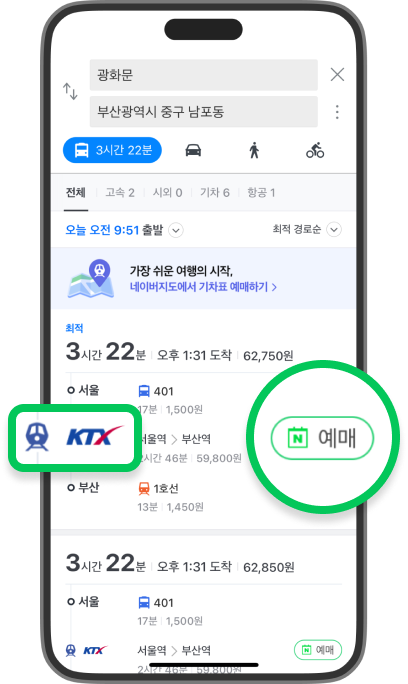 광화문
부산광역시 중구 남포동
3시간 22분
전체 고속 2 시외 0 기차 6 항공 1
오늘 오전 9:51 출발 최적 경로순
가장 쉬운 여행의 시작,
네이버지도에서 기차표 예매하기 >
최적
3시간 22분 오후 1:31 도착 62,750원
서울 401
17분 1,500원
KTX 서울역 > 부산역 N 예매
2시간 46분 59,800원
부산 1호선
13분 1,450원
3시간 22분 오후 1:31 도착 62,850원
서울 401
17분 1,500원
KTX 서울역 > 부산역 N 예매
2시간 46분 59,800원